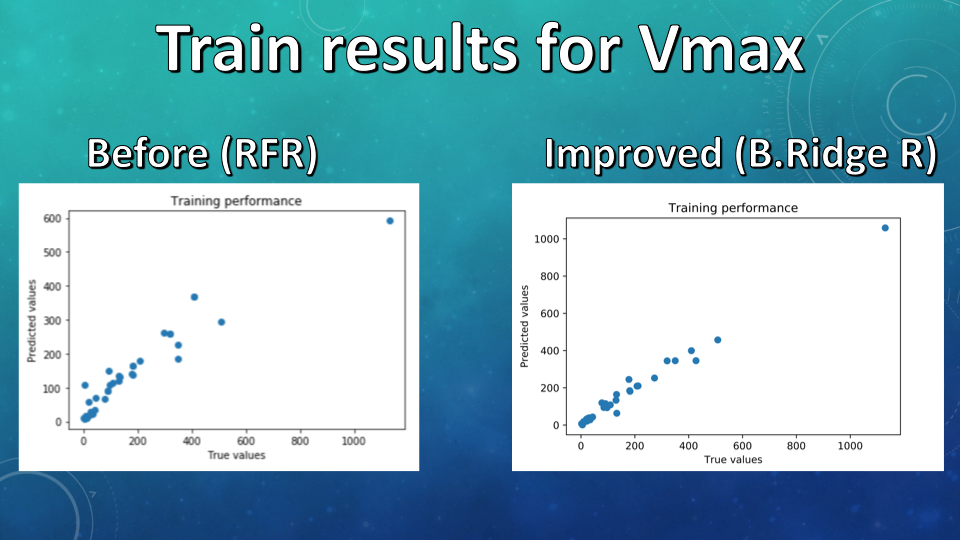 Train results for Vmax
Before (RFR)
Improved (B.Ridge R)
Training performance
600
500
400
300
200
100
0
Predicted values
0 200 400 600 800 1000
True values
Training performance
1000
800
600
400
200
0
Predicted values
0 200 400 600 800 1000
True values